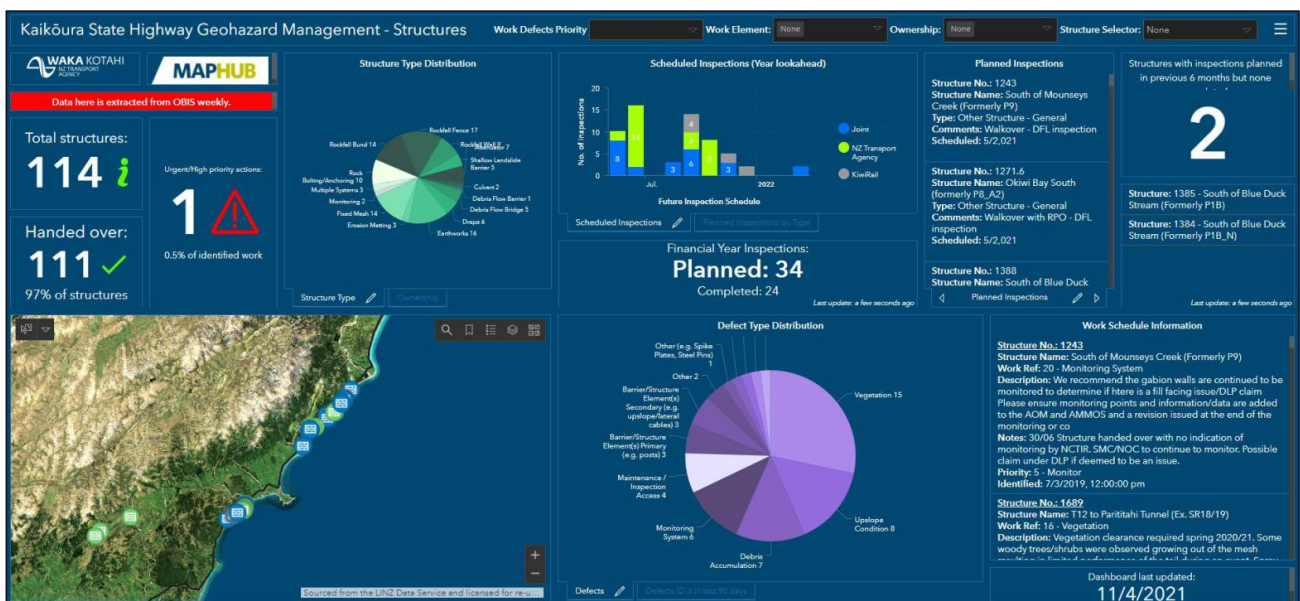 Kaikōura State Highway Geohazard Management - Structures
Work Defects Priority
Work Element: None
Ownership: None
Structure Selector: None
WAKA KOTAHI
NZ TRANSPORT
AGENCY
MAPHUB
Data here is extracted from OBIS weekly.
Total structures:
114 i
Handed over:
111
97% of structures
Urgent/High priority actions:
1
0.5% of identified work
Structure Type Distribution
Rockfall Fence 17
Rockfall Bund 14
Shallow Landslide
Barrier 5
Rock
Bolting/Anchoring 10
Multiple Systems 3
Culvert 2
Monitoring 2
Debris Flow Barrier 1
Debris Flow Bridge 5
Fixed Mesh 14
Drape 6
Erosion Matting 3
Earthworks 16
Structure Type
Ownership
Scheduled Inspections (Year lookahead)
No. of Inspections
20
15
10
5
0
8
14
3
4
4
6
8
3
Jul.
2022
Joint
NZ Transport
Agency
KiwiRail
Future Inspection Schedule
Scheduled Inspections
Planned Inspections by Type
Financial Year Inspections:
Planned: 34
Completed: 24
Last update: a few seconds ago
Planned Inspections
Structure No.: 1243
Structure Name: South of Mounseys
Creek (Formerly P9)
Type: Other Structure - General
Comments: Walkover - DFL inspection
Scheduled: 5/2,021
Structure No.: 1271.6
Structure Name: Okiwi Bay South
(formerly P8_A2)
Type: Other Structure - General
Comments: Walkover with RPO - DFL
inspection
Scheduled: 5/2,021
Structure No.: 1388
Structure Name: South of Blue Duck
Planned Inspections
Structures with inspections planned
in previous 6 months but none
2
Structure: 1385 - South of Blue Duck
Stream (Formerly P1B)
Structure: 1384 - South of Blue Duck
Stream (Formerly P1B_N)
Last update: a few seconds ago
Sourced from the LINZ Data Service and licensed for re-u...
Defect Type Distribution
Other (e.g. Spike
Plates, Steel Pins)
1
Other 2
Barrier/Structure
Element(s)
Secondary (e.g.
upslope/lateral
cables) 3
Barrier/Structure
Element(s) Primary
(e.g. posts) 3
Maintenance /
Inspection
Access 4
Monitoring
System 6
Debris
Accumulation 7
Upslope
Condition 8
Vegetation 15
Defects
Defects ID'd in last 90 days
Work Schedule Information
Structure No.: 1243
Structure Name: South of Mounseys Creek (Formerly P9)
Work Ref: 20 - Monitoring System
Description: We recommend the gabion walls are continued to be
monitored to determine if htere is a fill facing issue/DLP claim
Please ensure monitoring points and information/data are added
to the AOM and AMMOS and a revision issued at the end of the
monitoring or co
Notes: 30/06 Structure handed over with no indication of
monitoring by NCTIR. SMC/NOC to continue to monitor. Possible
claim under DLP if deemed to be an issue.
Priority: 5 - Monitor
Identified: 7/3/2019, 12:00:00 pm
Structure No.: 1689
Structure Name: T12 to Parititahi Tunnel (Ex. SR18/19)
Work Ref: 16 - Vegetation
Description: Vegetation clearance required spring 2020/21. Some
woody trees/shrubs were observed growing out of the mesh
Dashboard last updated:
11/4/2021